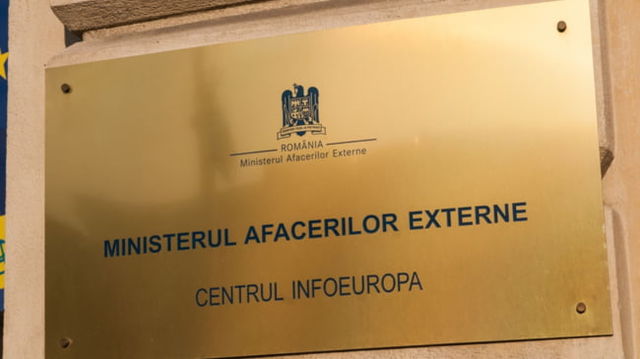 ROMÂNIA
Ministerul Afacerilor Externe
MINISTERUL AFACERILOR EXTERNE
CENTRUL INFOEUROPA